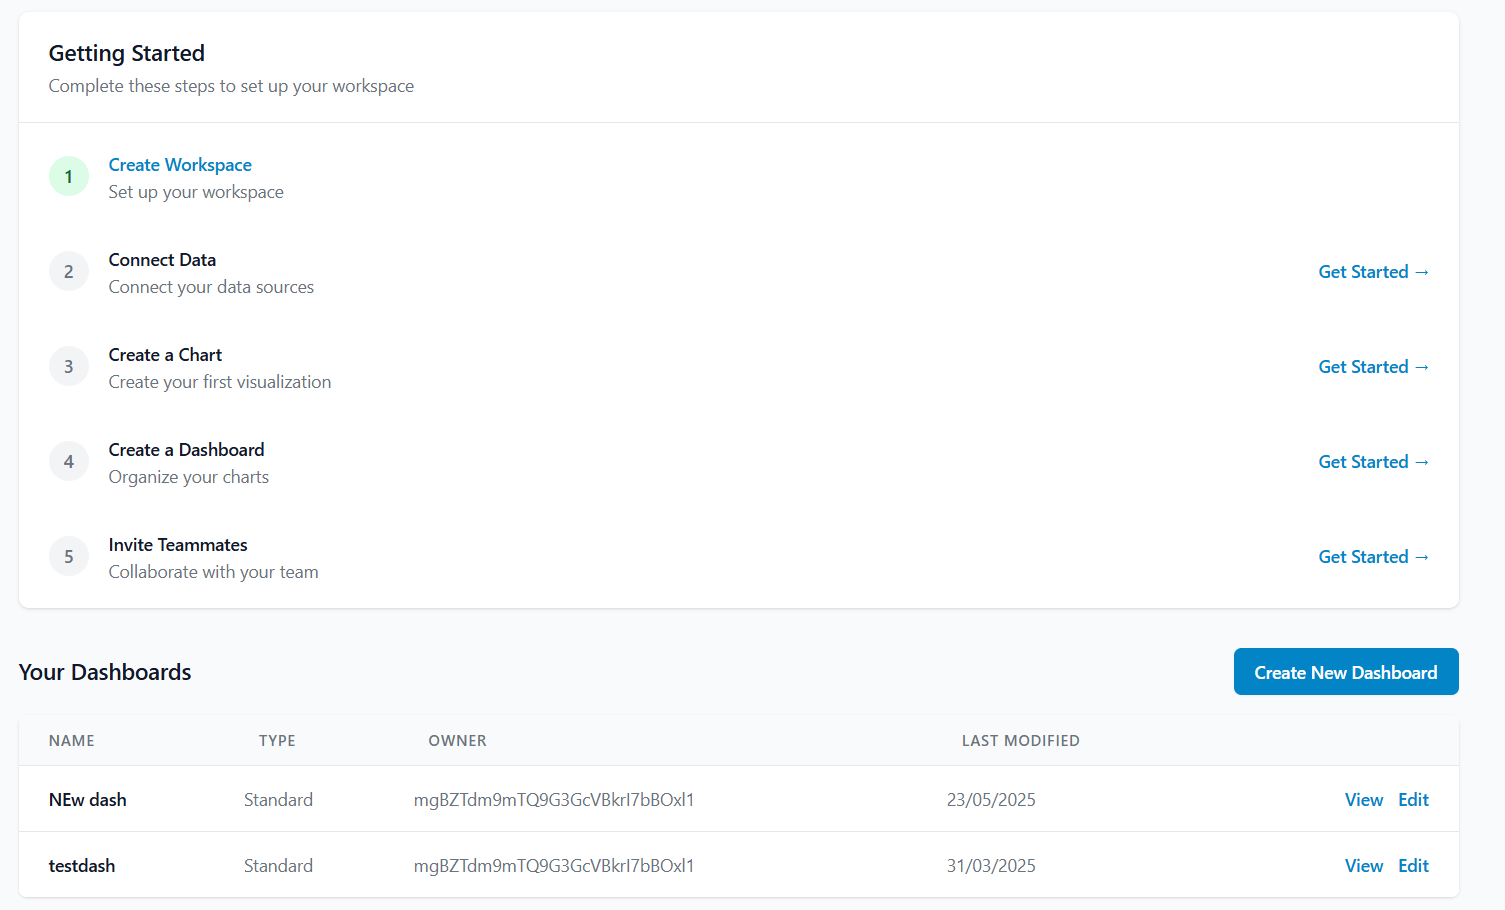 Getting Started
Complete these steps to set up your workspace
1
Create Workspace
Set up your workspace
2
Connect Data
Connect your data sources
Get Started →
3
Create a Chart
Create your first visualization
Get Started →
4
Create a Dashboard
Organize your charts
Get Started →
5
Invite Teammates
Collaborate with your team
Get Started →
Your Dashboards
Create New Dashboard
NAME TYPE OWNER LAST MODIFIED
NEw dash Standard mgBZTdm9mTQ9G3GcVBkrI7bBOxl1 23/05/2025 View Edit
testdash Standard mgBZTdm9mTQ9G3GcVBkrI7bBOxl1 31/03/2025 View Edit